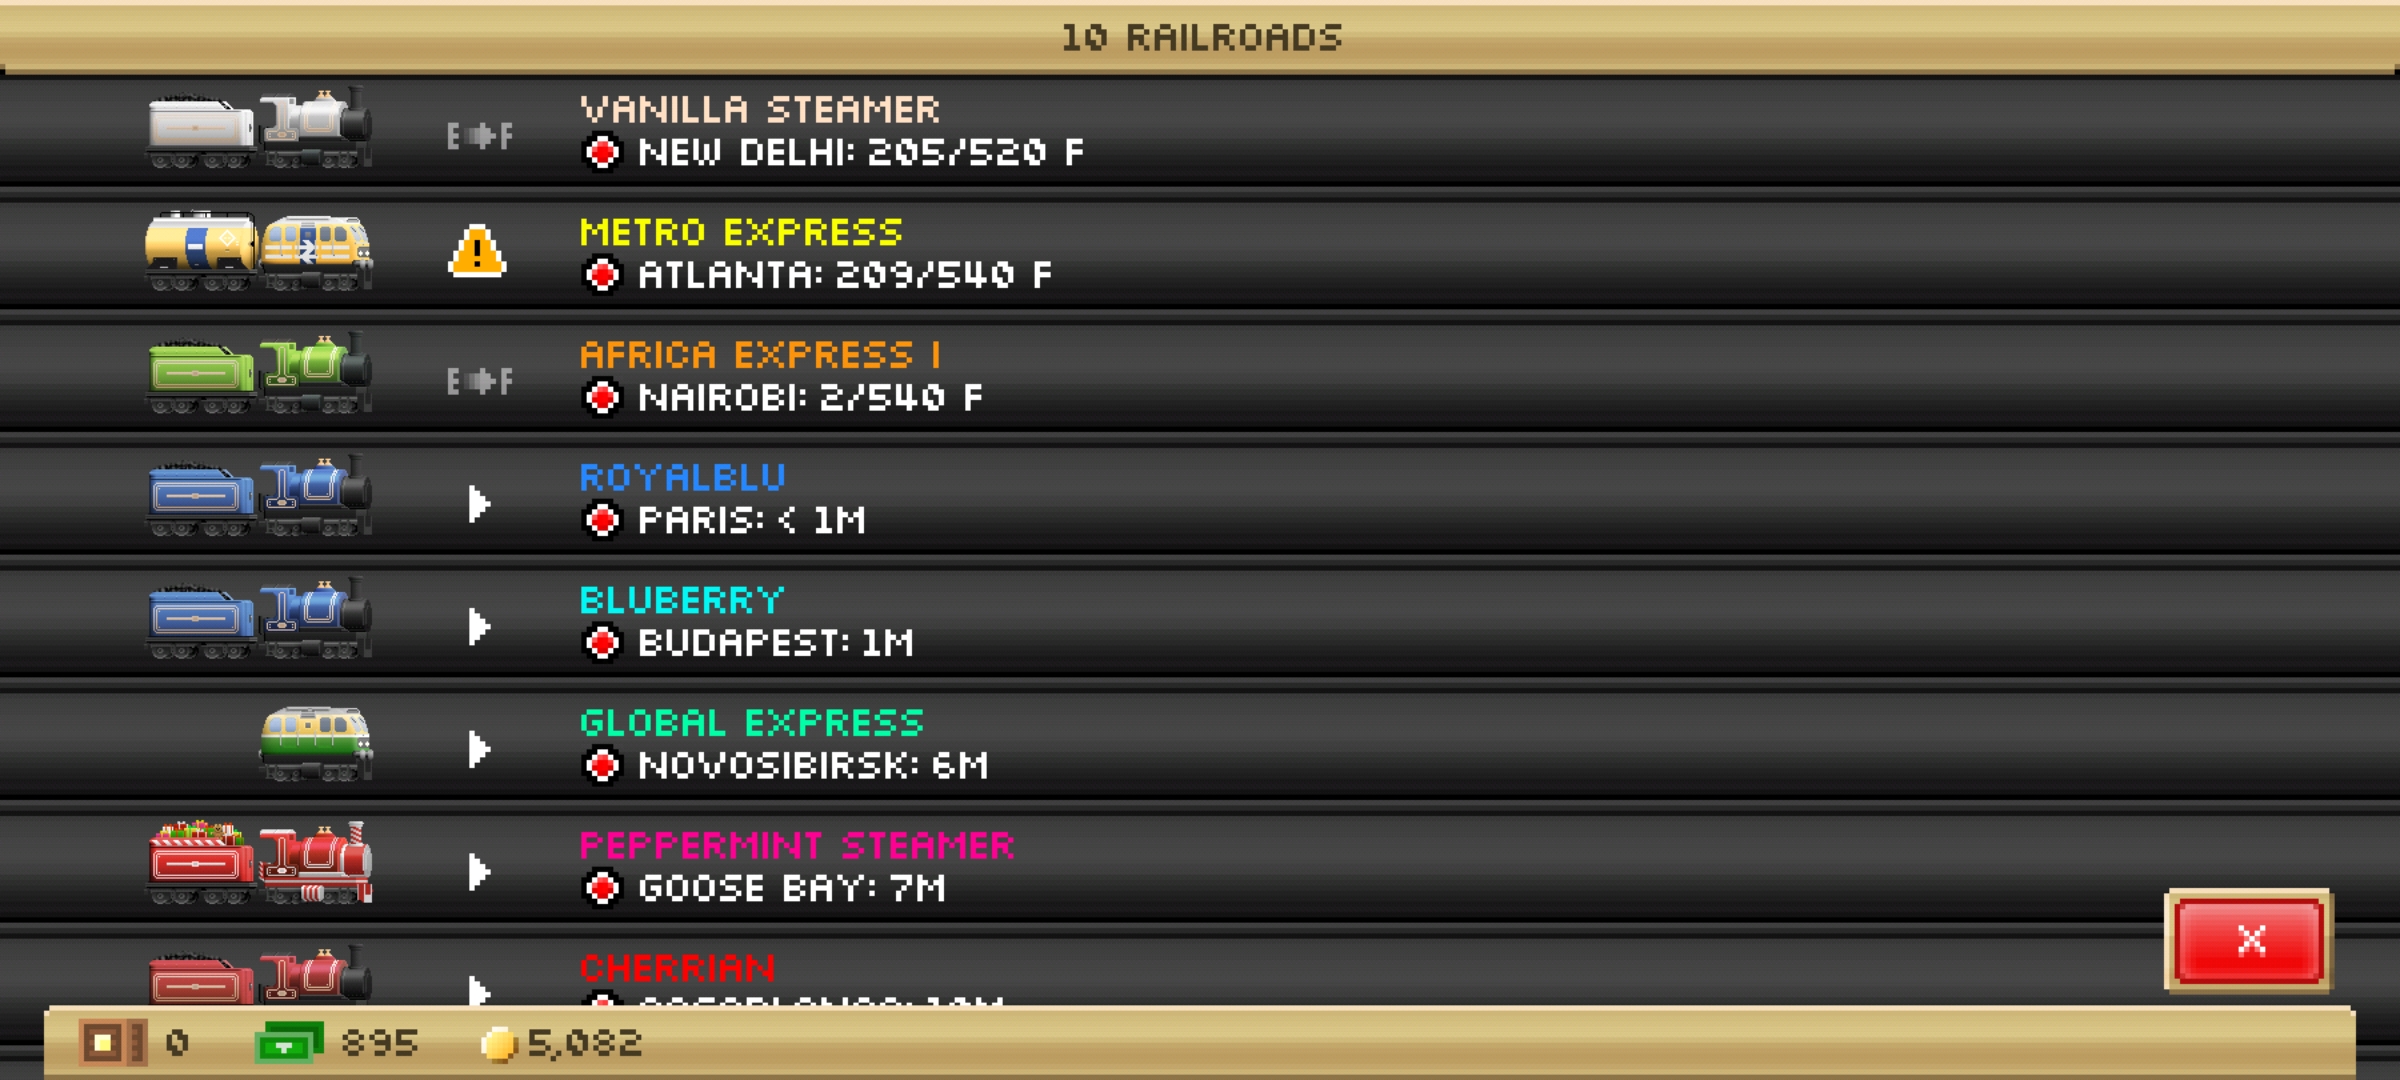 10 RAILROADS
VANILLA STEAMER
E F
NEW DELHI: 205/520 F
METRO EXPRESS
!
ATLANTA: 209/540 F
AFRICA EXPRESS I
E F
NAIROBI: 2/540 F
ROYALBLU
PARIS: < 1M
BLUBERRY
BUDAPEST: 1M
GLOBAL EXPRESS
NOVOSIBIRSK: 6M
PEPPERMINT STEAMER
GOOSE BAY: 7M
X
CHERRIAN
0 895 5,082